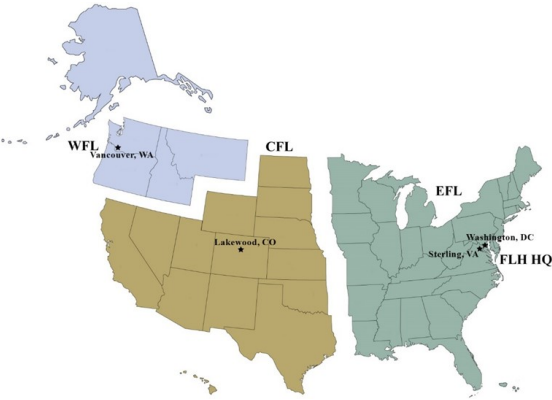 WFL
Vancouver, WA
CFL
EFL
Lakewood, CO
Washington, DC
Sterling, VA
FLH HQ